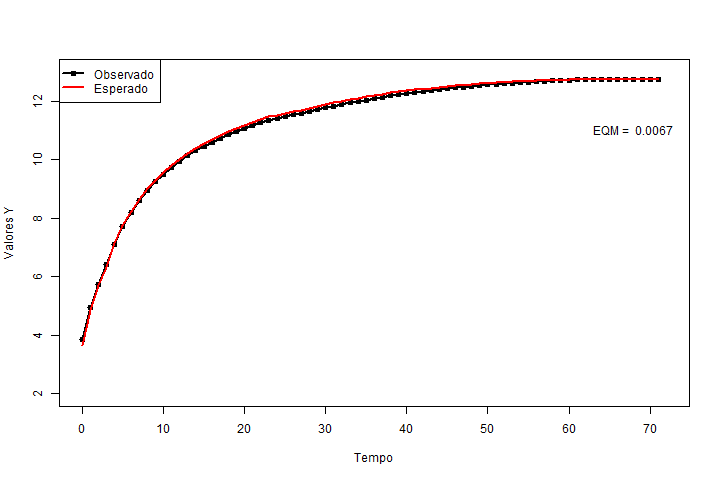 Observado
Esperado
EQM = 0.0067
Valores Y
12
10
8
6
4
2
0 10 20 30 40 50 60 70
Tempo